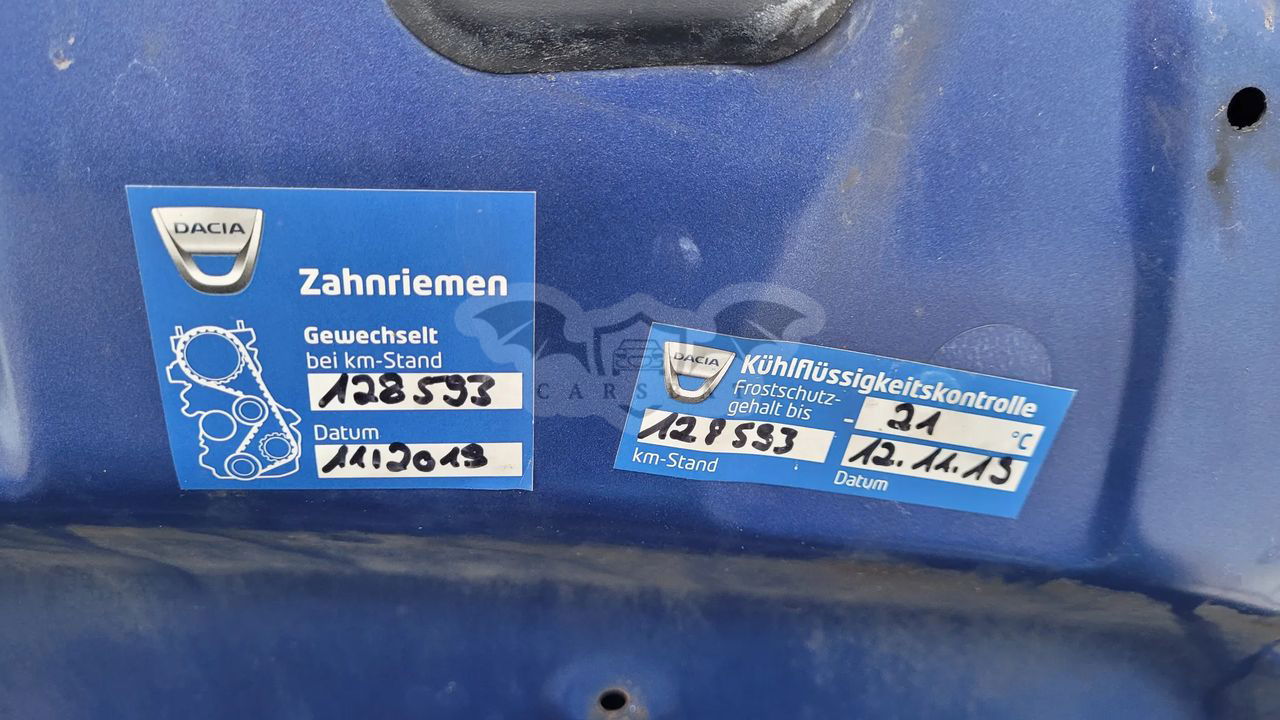 DACIA
Zahnriemen
Gewechselt
bei km-Stand
128593
Datum
11.2019
DACIA
Kühlflüssigkeitskontrolle
Frostschutz-
gehalt bis
- 21 °C
128593
12.11.19
km-Stand
Datum